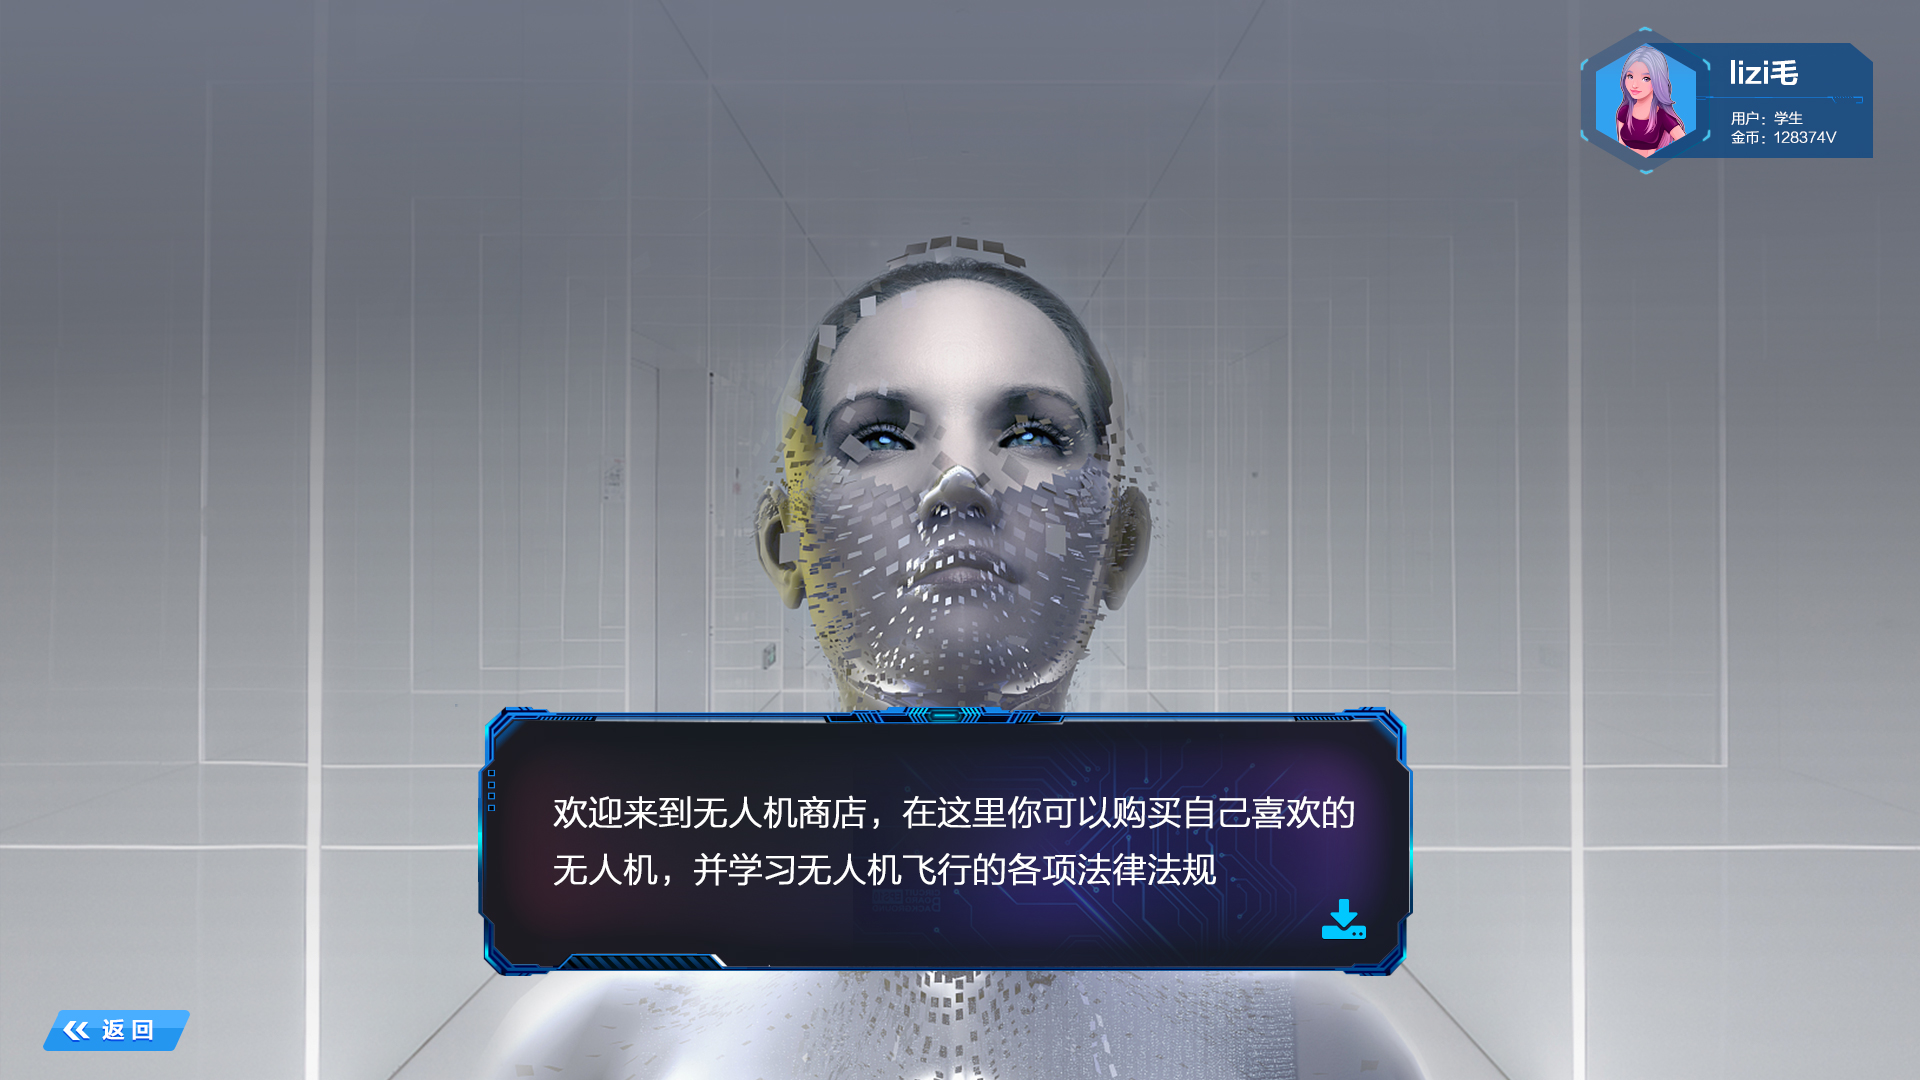 lizi毛
用户：学生
金币：128374V
欢迎来到无人机商店，在这里你可以购买自己喜欢的
无人机，并学习无人机飞行的各项法律法规
返回